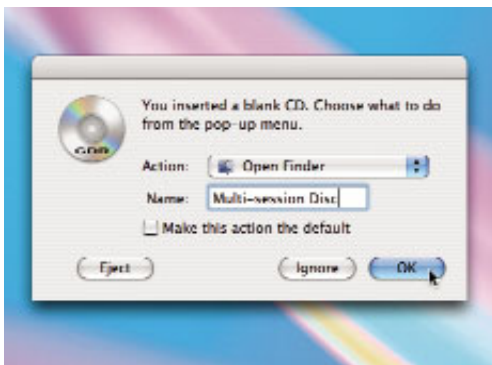 You inserted a blank CD. Choose what to do
from the pop-up menu.
CDR
Action: Open Finder
Name: Multi-session Disc
Make this action the default
Eject Ignore OK